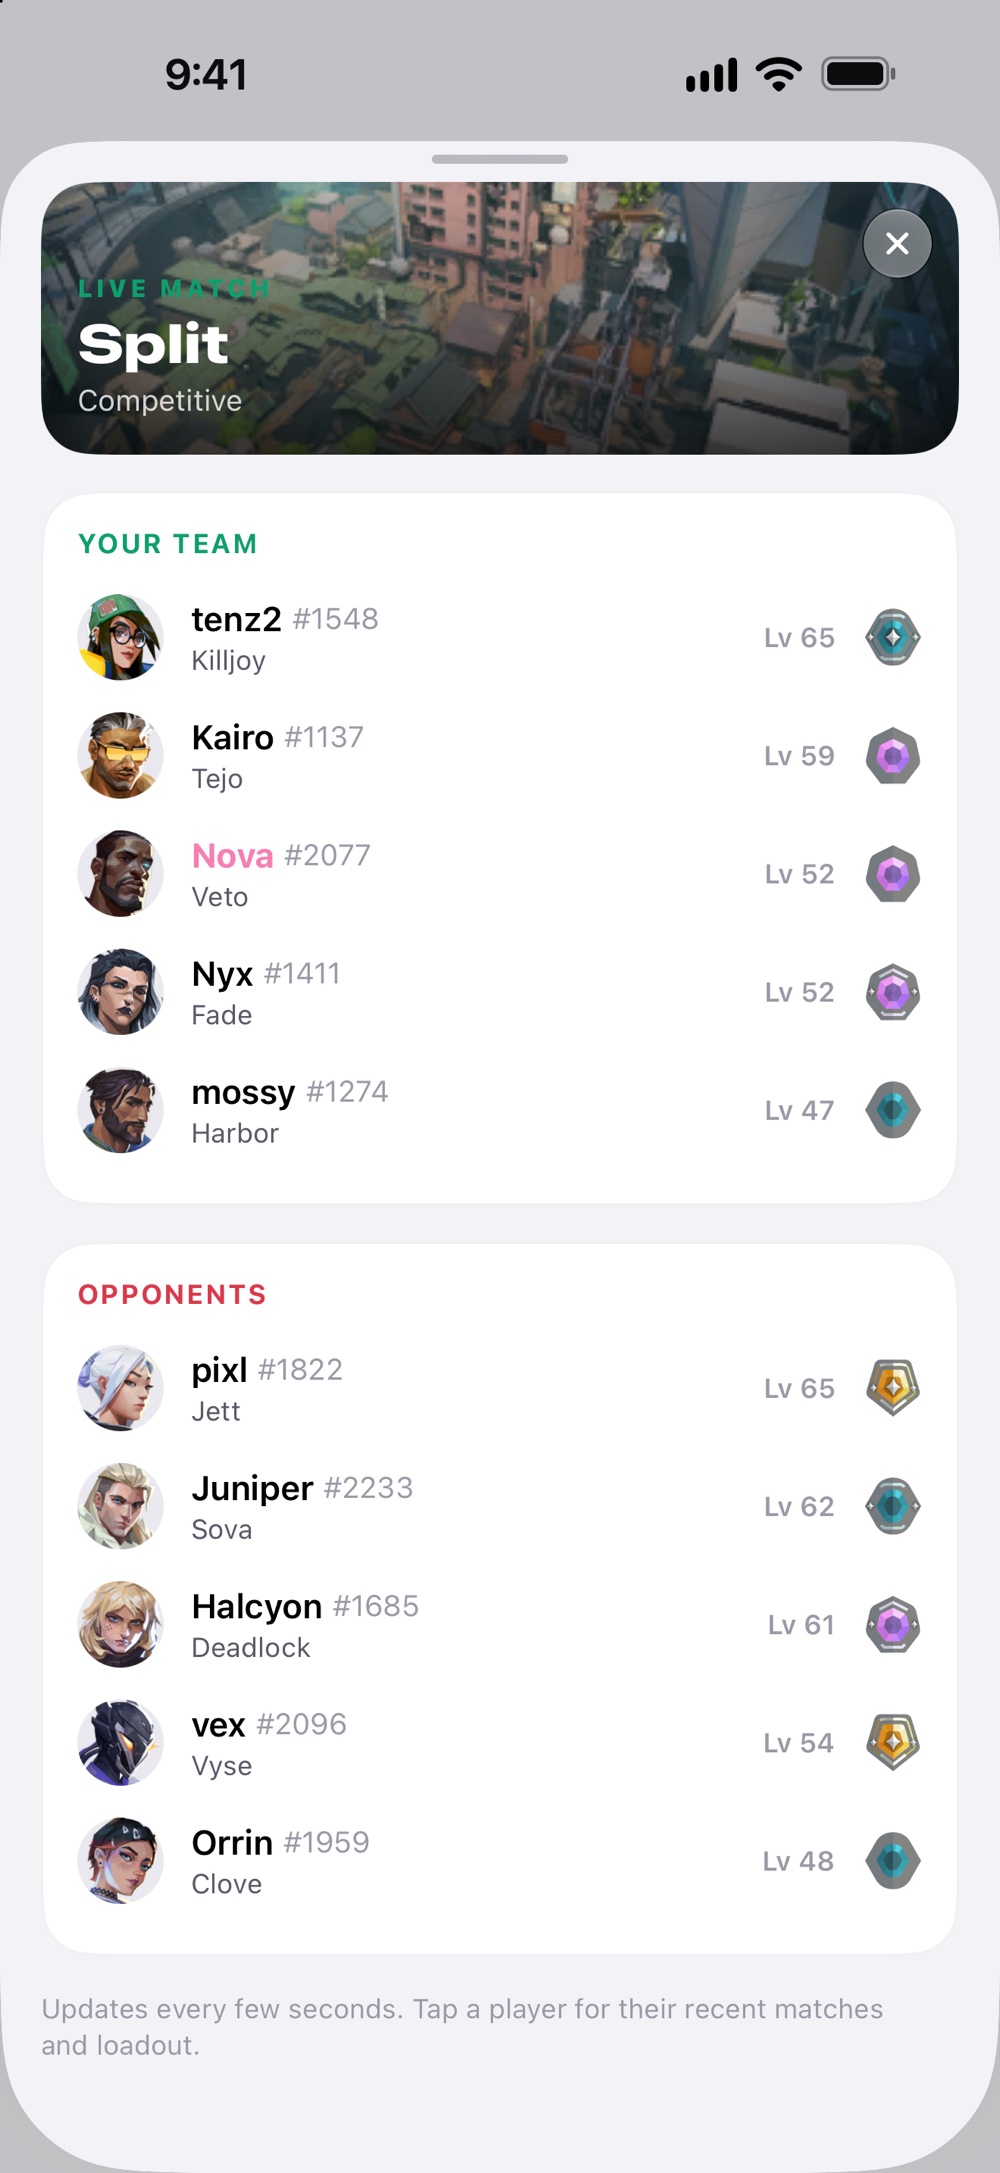 9:41
LIVE MATCH
Split
Competitive
YOUR TEAM
tenz2 #1548
Killjoy
Lv 65
Kairo #1137
Tejo
Lv 59
Nova #2077
Veto
Lv 52
Nyx #1411
Fade
Lv 52
mossy #1274
Harbor
Lv 47
OPPONENTS
pixl #1822
Jett
Lv 65
Juniper #2233
Sova
Lv 62
Halcyon #1685
Deadlock
Lv 61
vex #2096
Vyse
Lv 54
Orrin #1959
Clove
Lv 48
Updates every few seconds. Tap a player for their recent matches
and loadout.